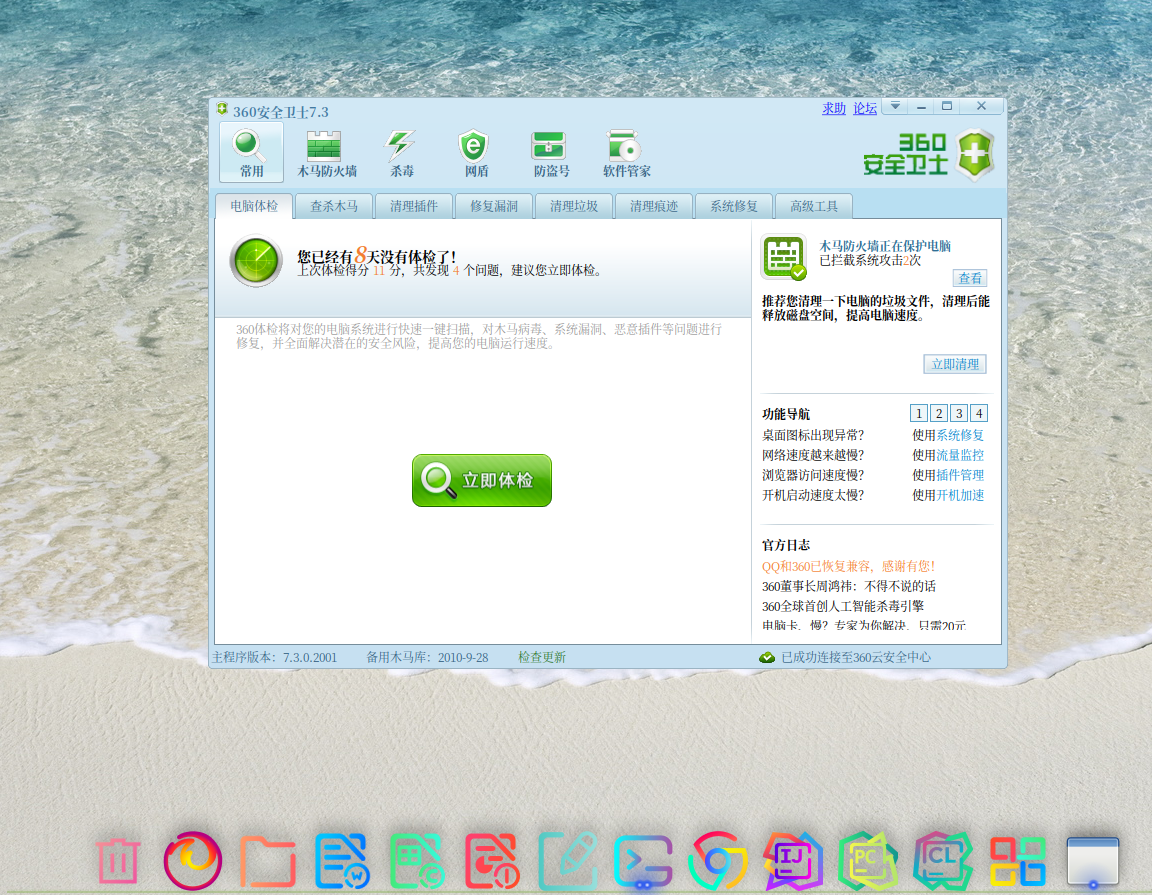 360安全卫士7.3
求助 论坛
常用 木马防火墙 杀毒 网盾 防盗号 软件管家
360
安全卫士
电脑体检 查杀木马 清理插件 修复漏洞 清理垃圾 清理痕迹 系统修复 高级工具
您已经有8天没有体检了！
上次体检得分 11 分，共发现 4 个问题，建议您立即体检。
360体检将对您的电脑系统进行快速一键扫描，对木马病毒、系统漏洞、恶意插件等问题进行
修复，并全面解决潜在的安全风险，提高您的电脑运行速度。
立即体检
木马防火墙正在保护电脑
已拦截系统攻击2次
查看
推荐您清理一下电脑的垃圾文件，清理后能
释放磁盘空间，提高电脑速度。
立即清理
功能导航 1 2 3 4
桌面图标出现异常？ 使用系统修复
网络速度越来越慢？ 使用流量监控
浏览器访问速度慢？ 使用插件管理
开机启动速度太慢？ 使用开机加速
官方日志
QQ和360已恢复兼容，感谢有您！
360董事长周鸿祎：不得不说的话
360全球首创人工智能杀毒引擎
电脑卡、慢？专家为你解决，只需20元
主程序版本：7.3.0.2001 备用木马库：2010-9-28 检查更新 已成功连接至360云安全中心
W C I IJ PC CL